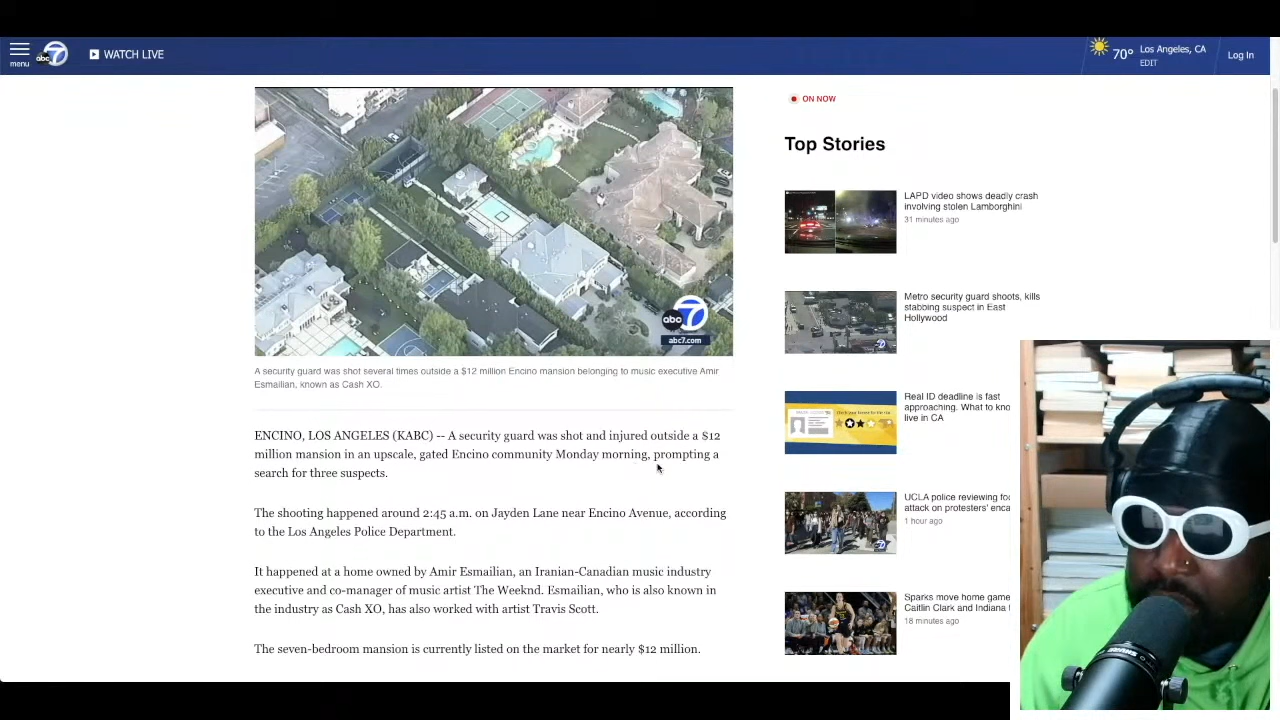 menu
abc 7
WATCH LIVE
70°
Los Angeles, CA
EDIT
Log In
abc 7
abc7.com
A security guard was shot several times outside a $12 million Encino mansion belonging to music executive Amir
Esmailian, known as Cash XO.
ENCINO, LOS ANGELES (KABC) -- A security guard was shot and injured outside a $12
million mansion in an upscale, gated Encino community Monday morning, prompting a
search for three suspects.
The shooting happened around 2:45 a.m. on Jayden Lane near Encino Avenue, according
to the Los Angeles Police Department.
It happened at a home owned by Amir Esmailian, an Iranian-Canadian music industry
executive and co-manager of music artist The Weeknd. Esmailian, who is also known in
the industry as Cash XO, has also worked with artist Travis Scott.
The seven-bedroom mansion is currently listed on the market for nearly $12 million.
ON NOW
Top Stories
LAPD video shows deadly crash
involving stolen Lamborghini
31 minutes ago
Metro security guard shoots, kills
stabbing suspect in East
Hollywood
Real ID deadline is fast
approaching. What to kno
live in CA
UCLA police reviewing foo
attack on protesters' enca
1 hour ago
Sparks move home game
Caitlin Clark and Indiana
18 minutes ago